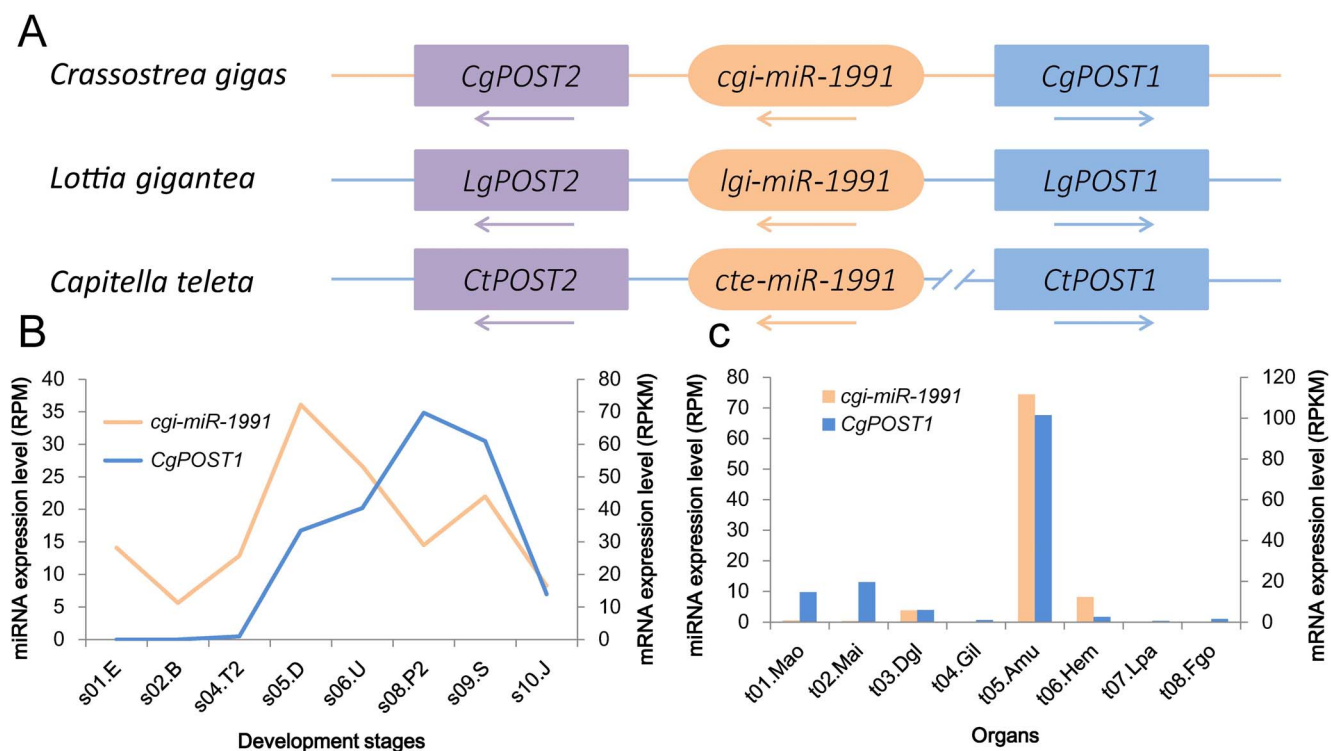 A
Crassostrea gigas
CgPOST2
cgi-miR-1991
CgPOST1
Lottia gigantea
LgPOST2
lgi-miR-1991
LgPOST1
Capitella teleta
CtPOST2
cte-miR-1991
CtPOST1
B
miRNA expression level (RPM)
40
35
30
25
20
15
10
5
0
cgi-miR-1991
CgPOST1
80
70
60
50
40
30
20
10
0
mRNA expression level (RPKM)
s01.E
s02.B
s04.T2
s05.D
s06.U
s08.P2
s09.S
s10.J
Development stages
c
miRNA expression level (RPM)
80
70
60
50
40
30
20
10
0
cgi-miR-1991
CgPOST1
120
100
80
60
40
20
0
mRNA expression level (RPKM)
t01.Mao
t02.Mai
t03.Dgl
t04.Gil
t05.Amu
t06.Hem
t07.Lpa
t08.Fgo
Organs